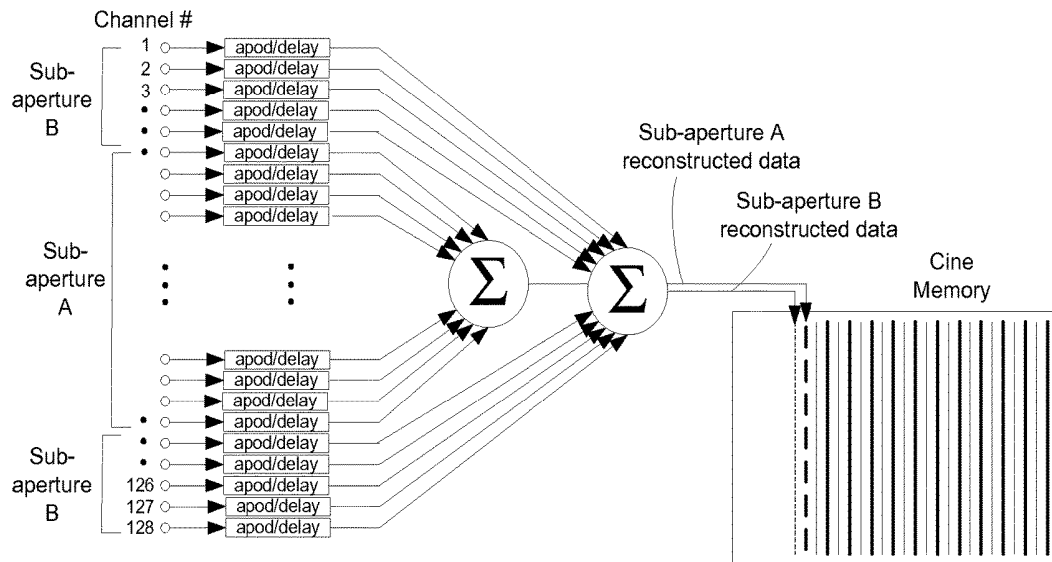 Channel #
1
2
3
Sub-
aperture
B
apod/delay
apod/delay
apod/delay
apod/delay
apod/delay
apod/delay
apod/delay
apod/delay
apod/delay
Sub-
aperture
A
Σ
Σ
Sub-aperture A
reconstructed data
Sub-aperture B
reconstructed data
Cine
Memory
apod/delay
apod/delay
apod/delay
apod/delay
apod/delay
apod/delay
apod/delay
apod/delay
apod/delay
Sub-
aperture
B
126
127
128